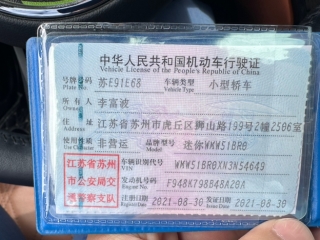 中华人民共和国机动车行驶证
Vehicle License of the People's Republic of China
号牌号码 苏E91E68 车辆类型 小型轿车
Plate No. Vehicle Type
所有人 李富波
Owner
住址 江苏省苏州市虎丘区狮山路199号2幢2506室
Address
使用性质 非营运 品牌型号 迷你WMW51BR0
Use Character Model
江苏省苏州
市公安局交
通警察支队
车辆识别代号 WMW51BR0XN3N54649
VIN
发动机号码 F948K798B48A20A
Engine No.
注册日期 2021-08-30 发证日期 2021-08-30
Register Date Issue Date